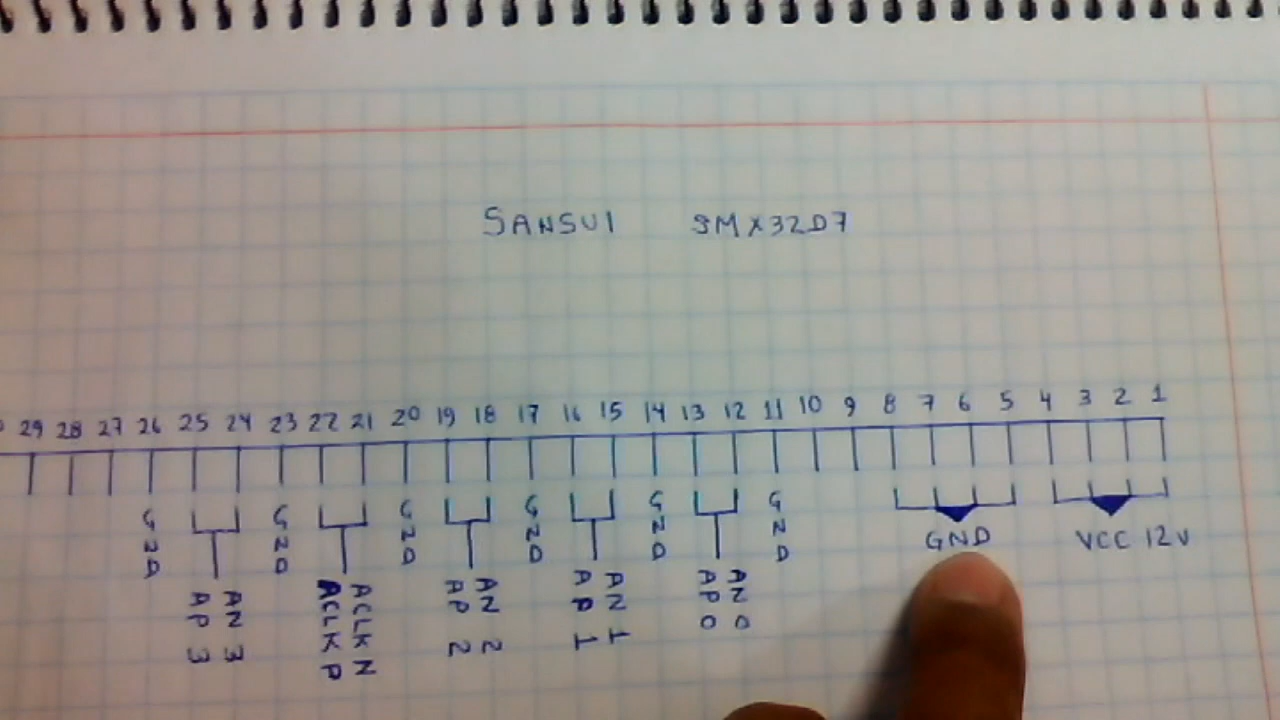 SANSUI SMX32D7
29 28 27 26 25 24 23 22 21 20 19 18 17 16 15 14 13 12 11 10 9 8 7 6 5 4 3 2 1
GND VCC 12V
GND
AP 3
AN 3
GND
ACLK P
ACLK N
GND
AP 2
AN 2
GND
AP 1
AN 1
GND
AP 0
AN 0
GND